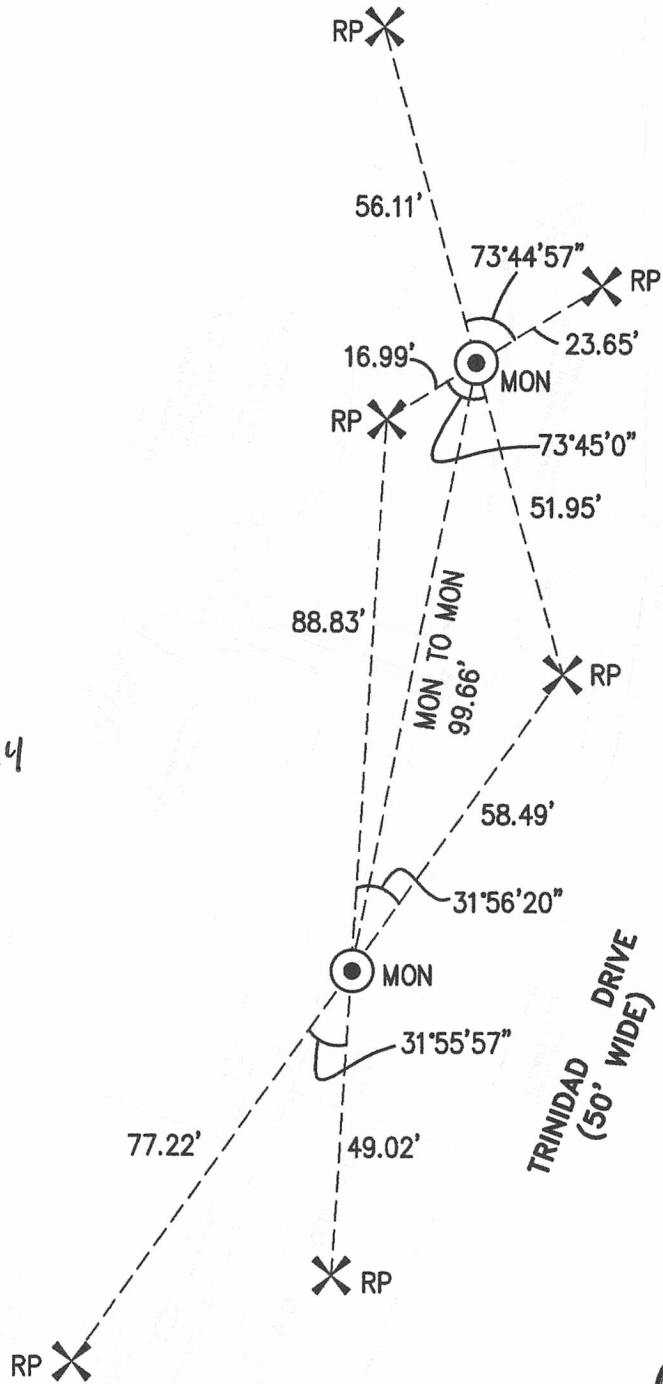 RP
56.11'
73°44'57"
RP
23.65'
16.99'
MON
RP
73°45'0"
51.95'
88.83'
MON TO MON
99.66'
RP
58.49'
31°56'20"
MON
TRINIDAD DRIVE
(50' WIDE)
31°55'57"
77.22'
49.02'
RP
RP